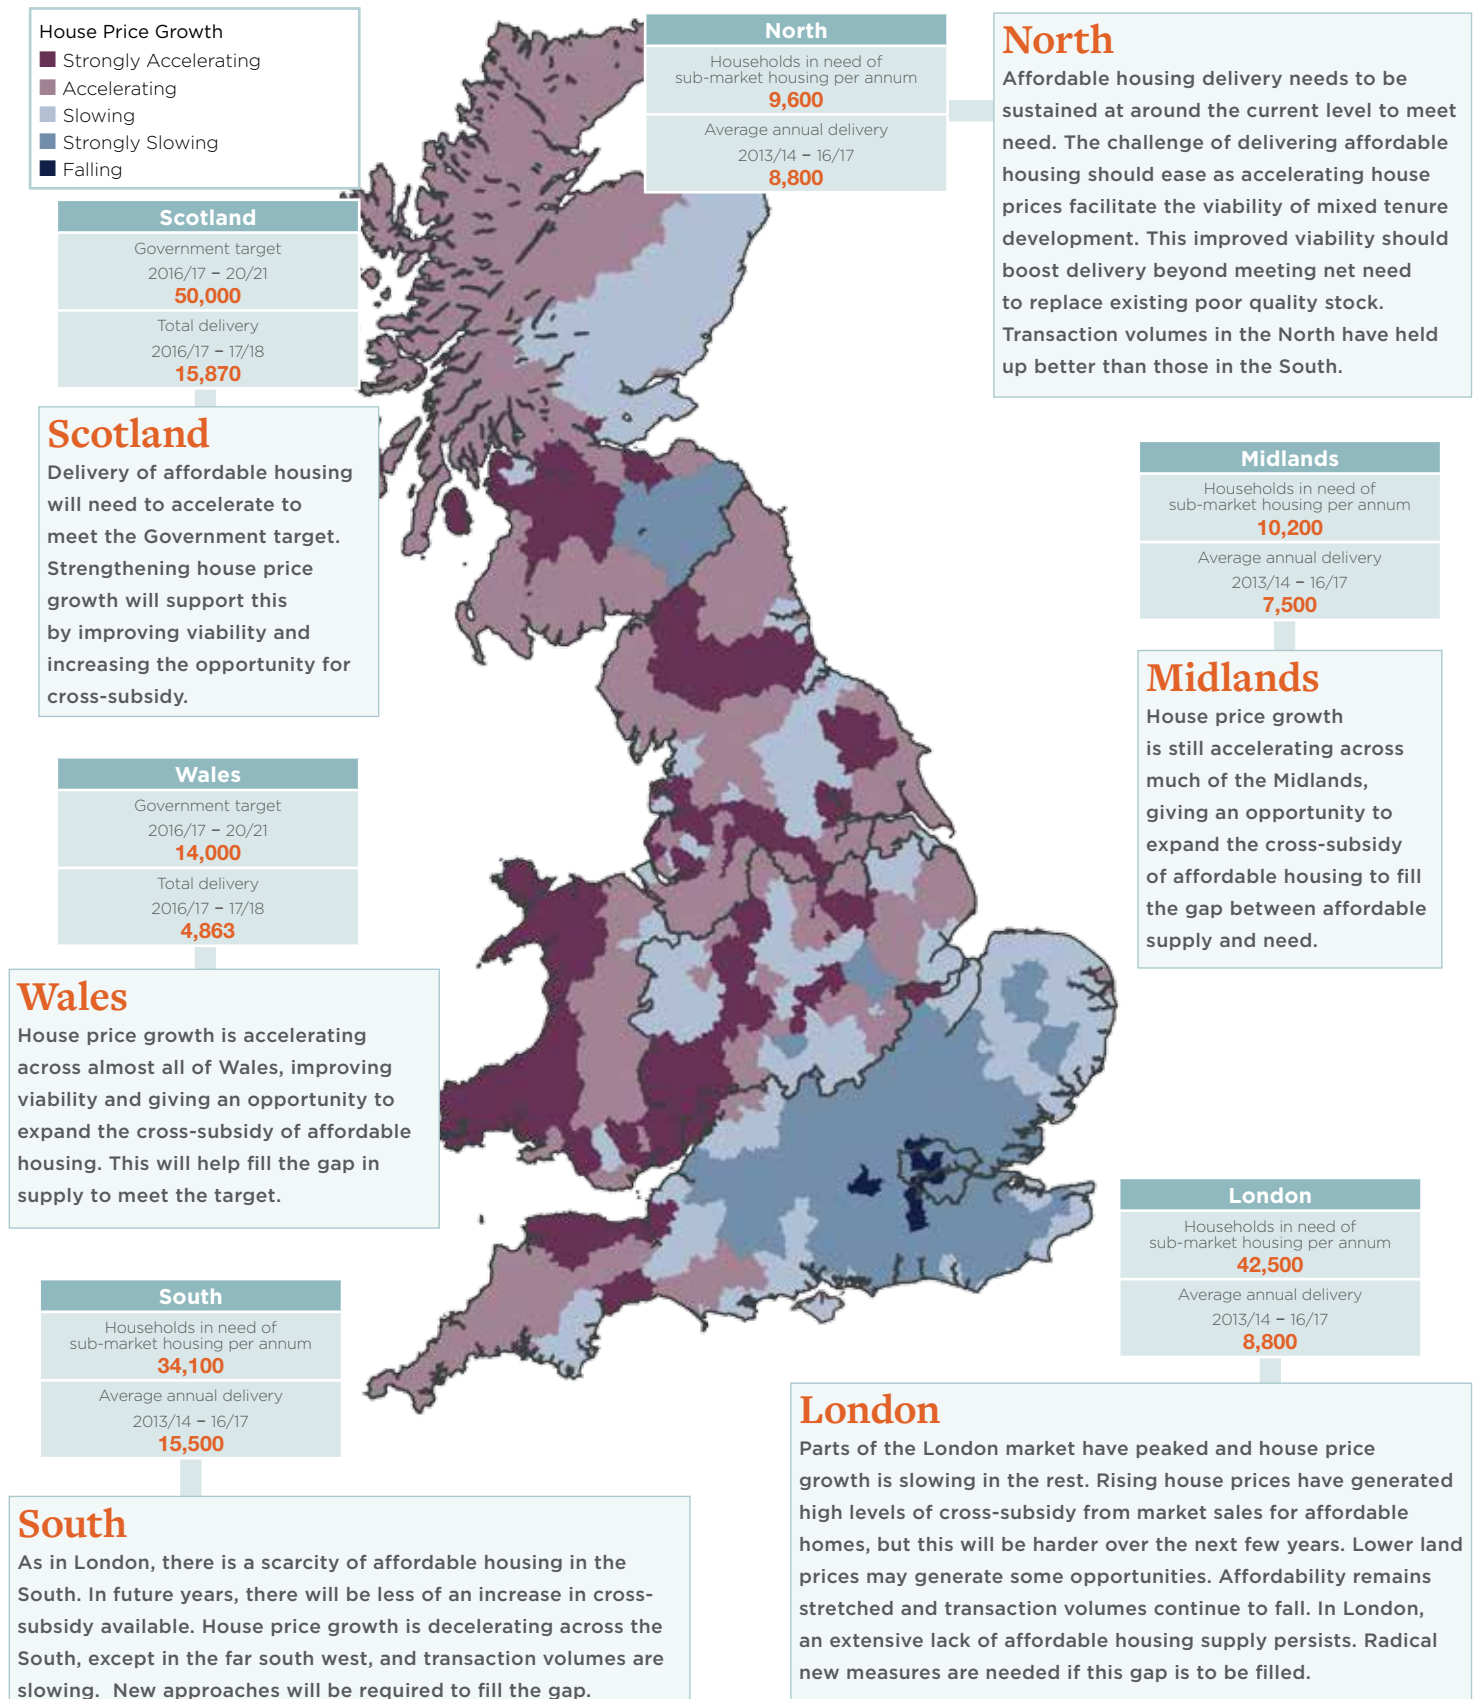 House Price Growth
Strongly Accelerating
Accelerating
Slowing
Strongly Slowing
Falling
North
Households in need of
sub-market housing per annum
9,600
Average annual delivery
2013/14 – 16/17
8,800
North
Affordable housing delivery needs to be
sustained at around the current level to meet
need. The challenge of delivering affordable
housing should ease as accelerating house
prices facilitate the viability of mixed tenure
development. This improved viability should
boost delivery beyond meeting net need
to replace existing poor quality stock.
Transaction volumes in the North have held
up better than those in the South.
Scotland
Government target
2016/17 – 20/21
50,000
Total delivery
2016/17 – 17/18
15,870
Scotland
Delivery of affordable housing
will need to accelerate to
meet the Government target.
Strengthening house price
growth will support this
by improving viability and
increasing the opportunity for
cross-subsidy.
Midlands
Households in need of
sub-market housing per annum
10,200
Average annual delivery
2013/14 – 16/17
7,500
Midlands
House price growth
is still accelerating across
much of the Midlands,
giving an opportunity to
expand the cross-subsidy
of affordable housing to fill
the gap between affordable
supply and need.
Wales
Government target
2016/17 – 20/21
14,000
Total delivery
2016/17 – 17/18
4,863
Wales
House price growth is accelerating
across almost all of Wales, improving
viability and giving an opportunity to
expand the cross-subsidy of affordable
housing. This will help fill the gap in
supply to meet the target.
London
Households in need of
sub-market housing per annum
42,500
Average annual delivery
2013/14 – 16/17
8,800
London
Parts of the London market have peaked and house price
growth is slowing in the rest. Rising house prices have generated
high levels of cross-subsidy from market sales for affordable
homes, but this will be harder over the next few years. Lower land
prices may generate some opportunities. Affordability remains
stretched and transaction volumes continue to fall. In London,
an extensive lack of affordable housing supply persists. Radical
new measures are needed if this gap is to be filled.
South
Households in need of
sub-market housing per annum
34,100
Average annual delivery
2013/14 – 16/17
15,500
South
As in London, there is a scarcity of affordable housing in the
South. In future years, there will be less of an increase in cross-
subsidy available. House price growth is decelerating across the
South, except in the far south west, and transaction volumes are
slowing. New approaches will be required to fill the gap.